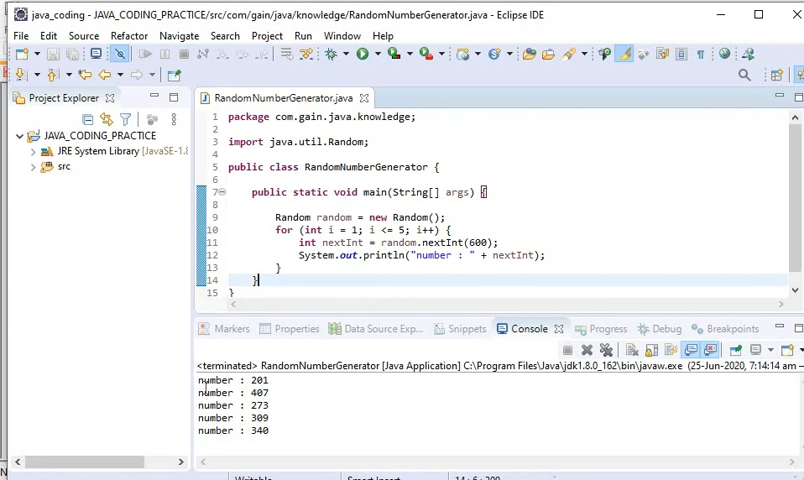 java_coding - JAVA_CODING_PRACTICE/src/com/gain/java/knowledge/RandomNumberGenerator.java - Eclipse IDE
File Edit Source Refactor Navigate Search Project Run Window Help
Project Explorer
JAVA_CODING_PRACTICE
JRE System Library [JavaSE-1.8
src
RandomNumberGenerator.java
1 package com.gain.java.knowledge;
2
3 import java.util.Random;
4
5 public class RandomNumberGenerator {
6
7 public static void main(String[] args) {
8
9 Random random = new Random();
10 for (int i = 1; i <= 5; i++) {
11 int nextInt = random.nextInt(600);
12 System.out.println("number : " + nextInt);
13 }
14 }
15 }
Markers Properties Data Source Exp... Snippets Console Progress Debug Breakpoints
<terminated> RandomNumberGenerator [Java Application] C:\Program Files\Java\jdk1.8.0_162\bin\javaw.exe (25-Jun-2020, 7:14:14 am
number : 201
number : 407
number : 273
number : 309
number : 340
Writable Smart Insert 14 : 6 : 300